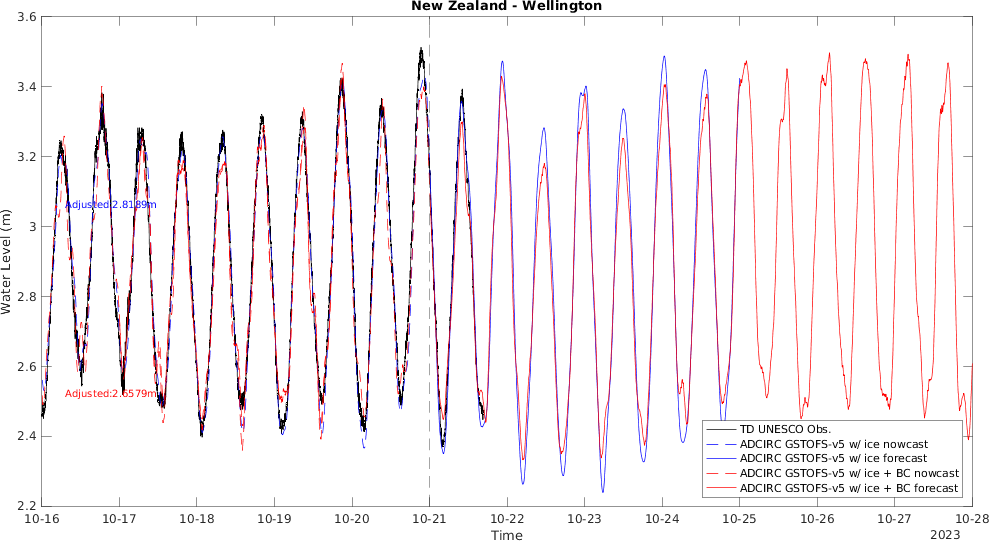 New Zealand - Wellington
3.6
3.4
3.2
3
2.8
2.6
2.4
2.2
Water Level (m)
Adjusted:2.8189m
Adjusted:2.6579m
TD UNESCO Obs.
ADCIRC GSTOFS-v5 w/ ice nowcast
ADCIRC GSTOFS-v5 w/ ice forecast
ADCIRC GSTOFS-v5 w/ ice + BC nowcast
ADCIRC GSTOFS-v5 w/ ice + BC forecast
10-16 10-17 10-18 10-19 10-20 10-21 10-22 10-23 10-24 10-25 10-26 10-27 10-28
Time
2023